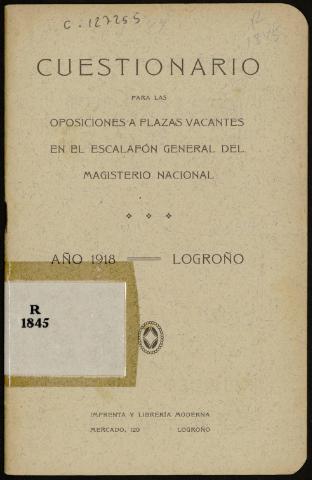 C. 127255
R
1845
CUESTIONARIO
PARA LAS
OPOSICIONES A PLAZAS VACANTES
EN EL ESCALAFÓN GENERAL DEL
MAGISTERIO NACIONAL
AÑO 1918 LOGROÑO
R
1845
IMPRENTA Y LIBRERÍA MODERNA
MERCADO, 120 LOGROÑO